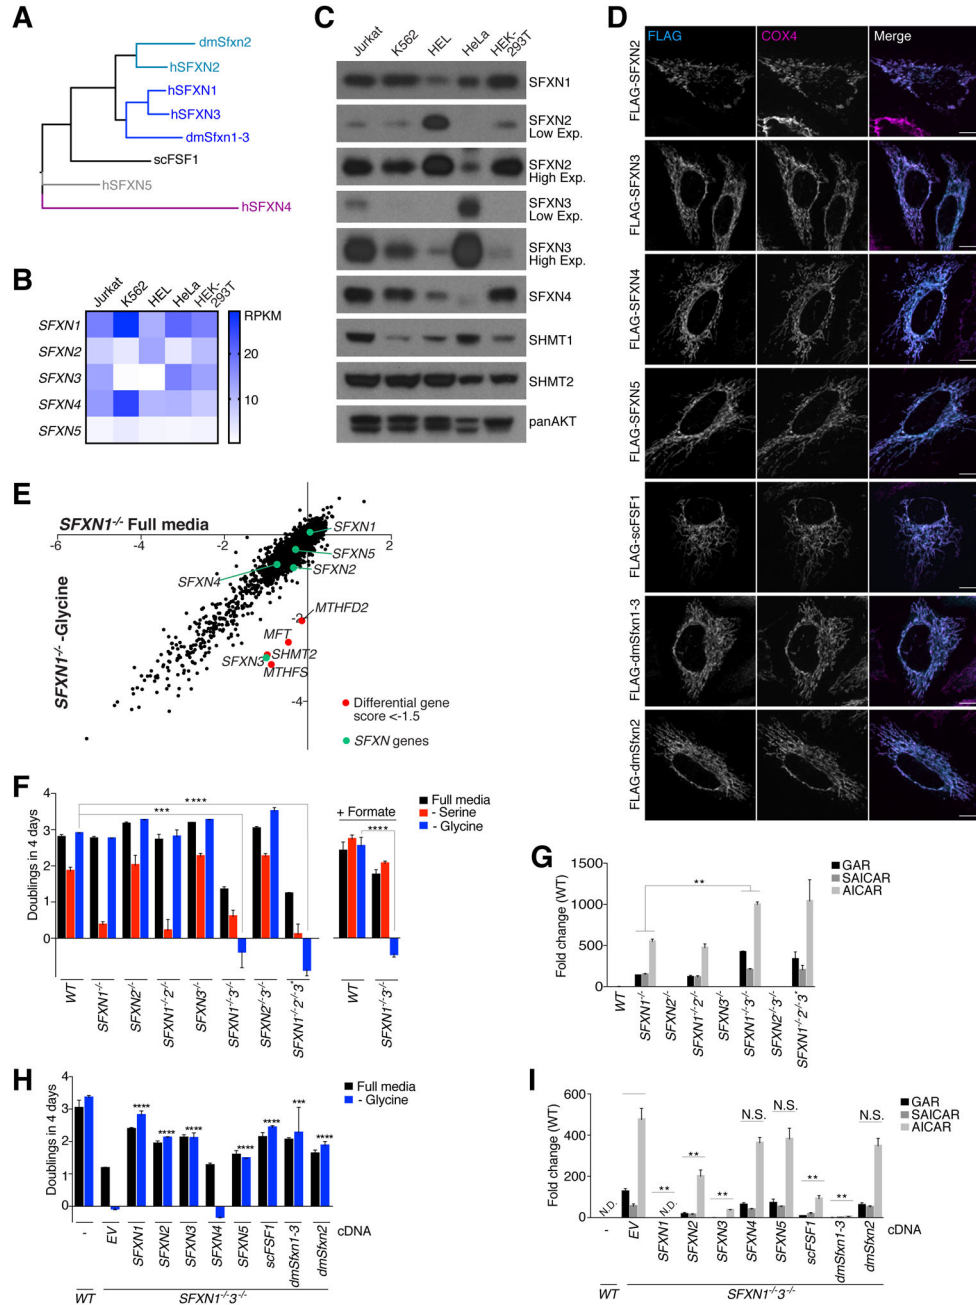 A
dmSfxn2
hSFXN2
hSFXN1
hSFXN3
dmSfxn1-3
scFSF1
hSFXN5
hSFXN4
B
Jurkat
K562
HEL
HeLa
HEK-293T
RPKM
20
10
0
SFXN1
SFXN2
SFXN3
SFXN4
SFXN5
C
Jurkat
K562
HEL
HeLa
HEK-293T
SFXN1
SFXN2
Low Exp.
SFXN2
High Exp.
SFXN3
Low Exp.
SFXN3
High Exp.
SFXN4
SHMT1
SHMT2
panAKT
D
FLAG
COX4
Merge
FLAG-SFXN2
FLAG-SFXN3
FLAG-SFXN4
FLAG-SFXN5
FLAG-scFSF1
FLAG-dmSfxn1-3
FLAG-dmSfxn2
E
SFXN1-/- Full media
SFXN1-/- -Glycine
-6
-4
-2
2
-2
-4
SFXN1
SFXN5
SFXN2
SFXN4
MTHFD2
MFT
SHMT2
SFXN3
MTHFS
Differential gene
score <-1.5
SFXN genes
F
Doublings in 4 days
4
3
2
1
0
***
****
Full media
- Serine
- Glycine
+ Formate
****
WT
SFXN1-/-
SFXN2-/-
SFXN1-/-2-/-
SFXN3-/-
SFXN1-/-3-/-
SFXN2-/-3-/-
SFXN1-/-2-/-3*
WT
SFXN1-/-3-/-
G
Fold change (WT)
1500
1000
500
0
**
GAR
SAICAR
AICAR
WT
SFXN1-/-
SFXN2-/-
SFXN1-/-2-/-
SFXN3-/-
SFXN1-/-3-/-
SFXN2-/-3-/-
SFXN1-/-2-/-3*
H
Doublings in 4 days
4
3
2
1
0
Full media
- Glycine
****
****
****
****
****
***
****
-
EV
SFXN1
SFXN2
SFXN3
SFXN4
SFXN5
scFSF1
dmSfxn1-3
dmSfxn2
cDNA
WT
SFXN1-/-3-/-
I
Fold change (WT)
600
400
200
0
GAR
SAICAR
AICAR
N.D.
**
N.D.
**
**
N.S.
N.S.
**
**
N.S.
-
EV
SFXN1
SFXN2
SFXN3
SFXN4
SFXN5
scFSF1
dmSfxn1-3
dmSfxn2
cDNA
WT
SFXN1-/-3-/-